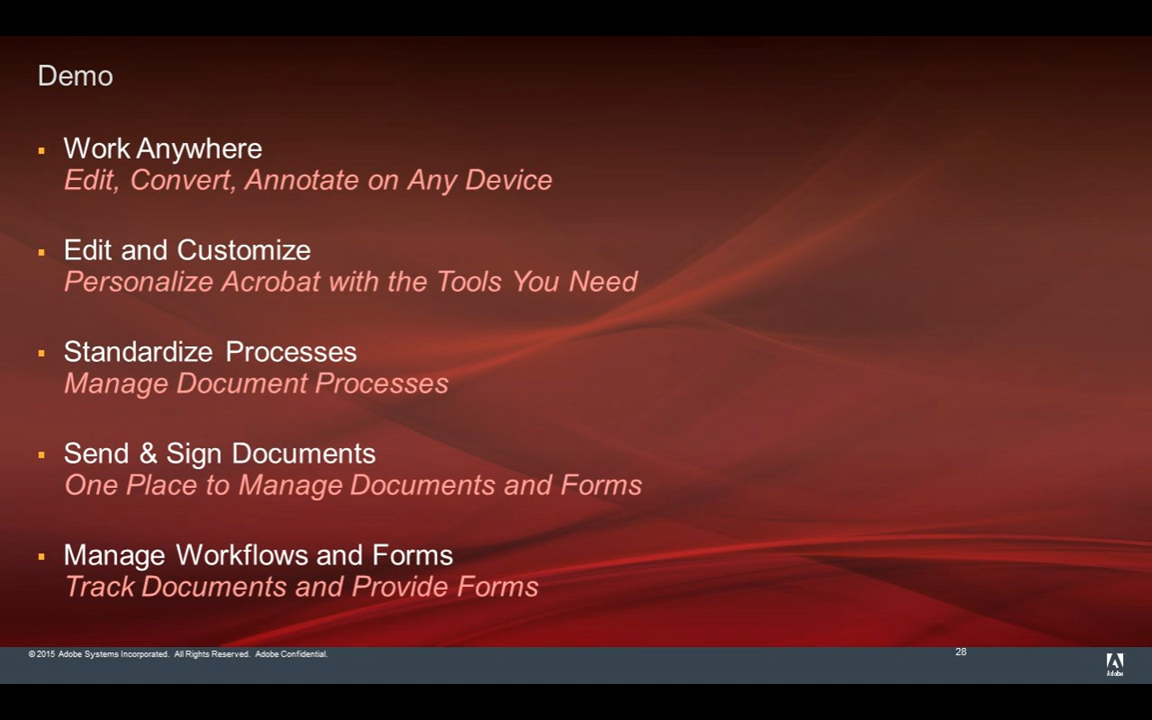 Demo
▪ Work Anywhere
Edit, Convert, Annotate on Any Device
▪ Edit and Customize
Personalize Acrobat with the Tools You Need
▪ Standardize Processes
Manage Document Processes
▪ Send & Sign Documents
One Place to Manage Documents and Forms
▪ Manage Workflows and Forms
Track Documents and Provide Forms
© 2015 Adobe Systems Incorporated. All Rights Reserved. Adobe Confidential.
28
Adobe